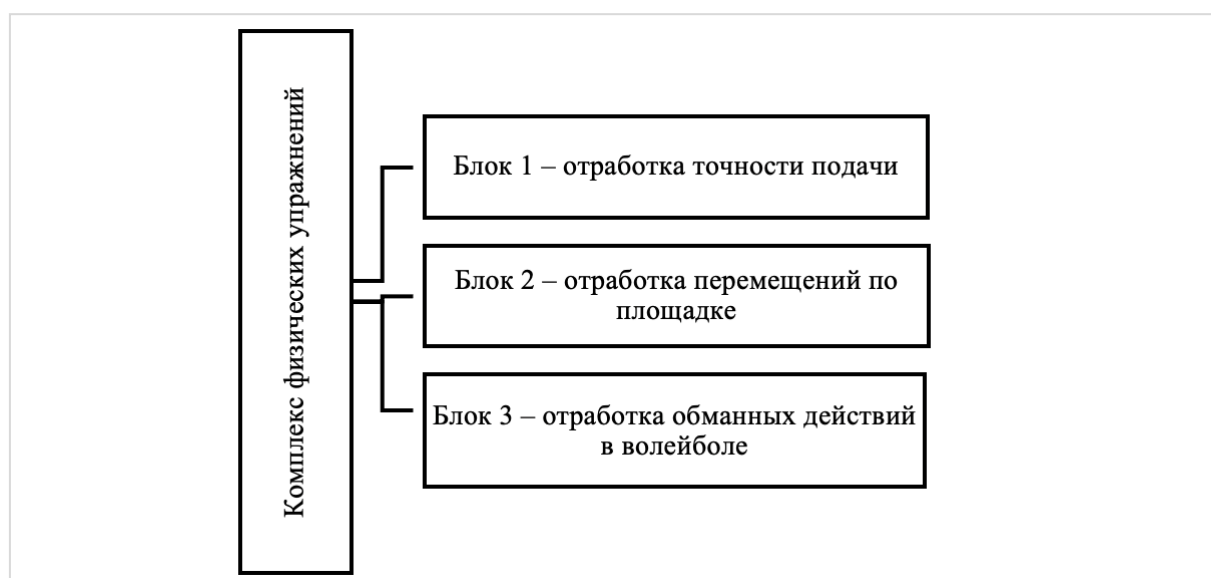 Комплекс физических упражнений
Блок 1 – отработка точности подачи
Блок 2 – отработка перемещений по
площадке
Блок 3 – отработка обманных действий
в волейболе